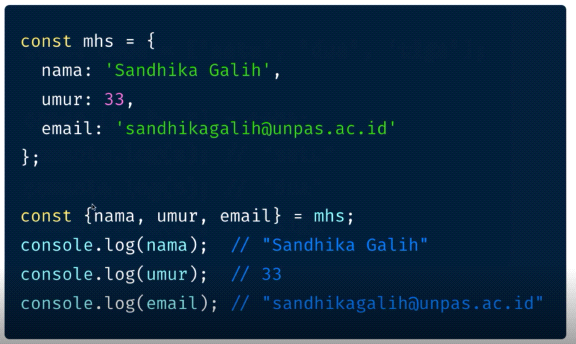 const mhs = {
  nama: 'Sandhika Galih',
  umur: 33,
  email: 'sandhikagalih@unpas.ac.id'
};
const {nama, umur, email} = mhs;
console.log(nama);  // "Sandhika Galih"
console.log(umur);  // 33
console.log(email); // "sandhikagalih@unpas.ac.id"